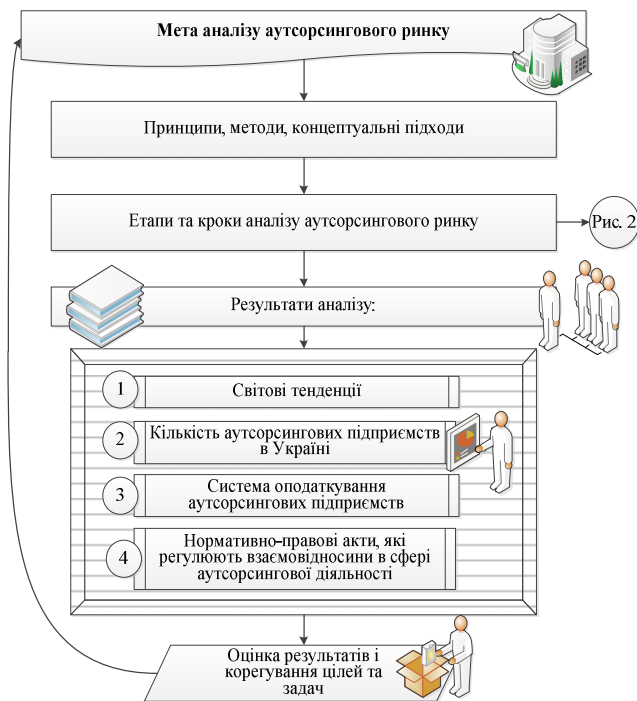 Мета аналізу аутсорсингового ринку
Принципи, методи, концептуальні підходи
Етапи та кроки аналізу аутсорсингового ринку
Рис. 2
Результати аналізу:
1
Світові тенденції
2
Кількість аутсорсингових підприємств
в Україні
3
Система оподаткування
аутсорсингових підприємств
4
Нормативно–правові акти, які
регулюють взаємовідносини в сфері
аутсорсингової діяльності
Оцінка результатів і
корегування цілей та
задач